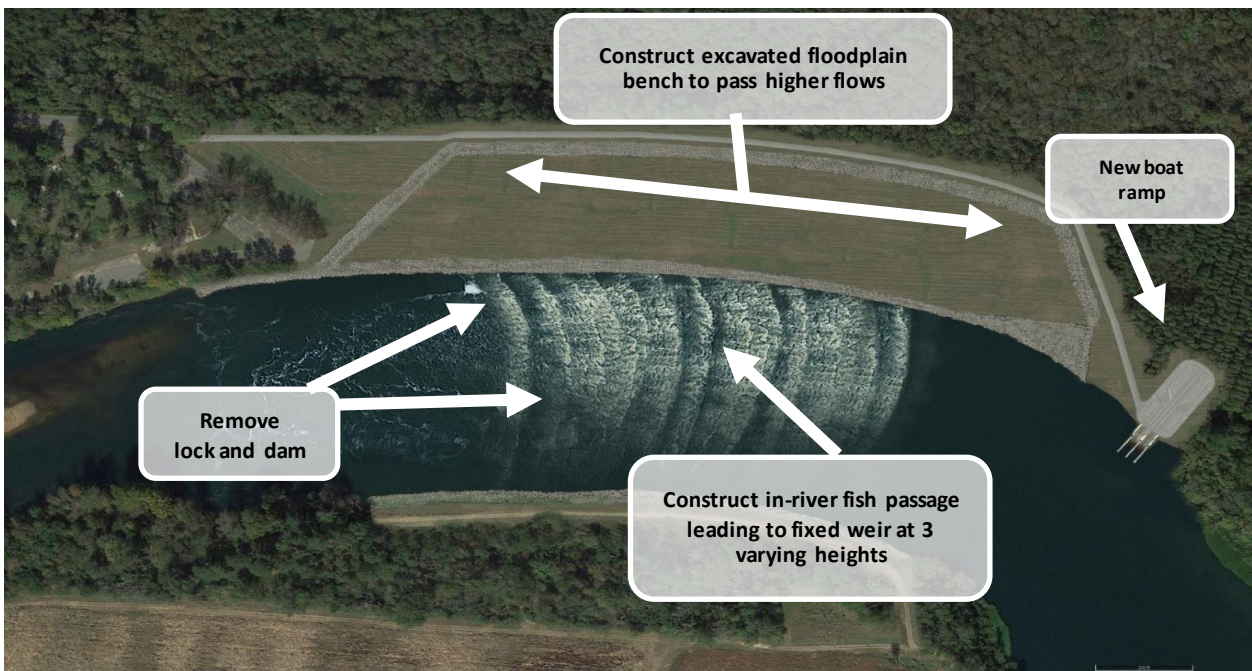 Construct excavated floodplain
bench to pass higher flows
New boat
ramp
Remove
lock and dam
Construct in-river fish passage
leading to fixed weir at 3
varying heights